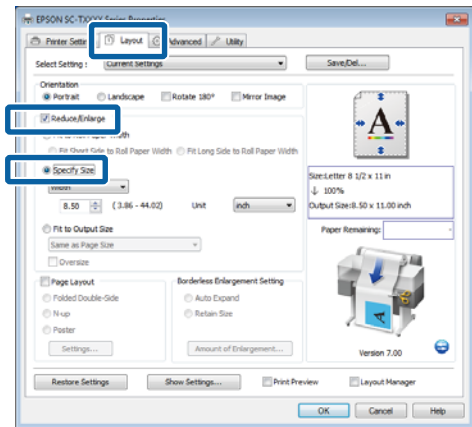 EPSON SC-TXXXX Series Properties
Printer Settings Layout Advanced Utility
Select Setting : Current Settings Save/Del...
Orientation
Portrait Landscape Rotate 180° Mirror Image
Reduce/Enlarge
Fit to Roll Paper Width
Fit Short Side to Roll Paper Width Fit Long Side to Roll Paper Width
Specify Size
Width
8.50 (3.86 - 44.02) Unit inch
Fit to Output Size
Same as Page Size
Oversize
A
Size:Letter 8 1/2 x 11 in
100%
Output Size:8.50 x 11.00 inch
Paper Remaining:
Page Layout
Folded Double-Side
N-up
Poster
Settings...
Borderless Enlargement Setting
Auto Expand
Retain Size
Amount of Enlargement...
A
Version 7.00
Restore Settings Show Settings... Print Preview Layout Manager
OK Cancel Help